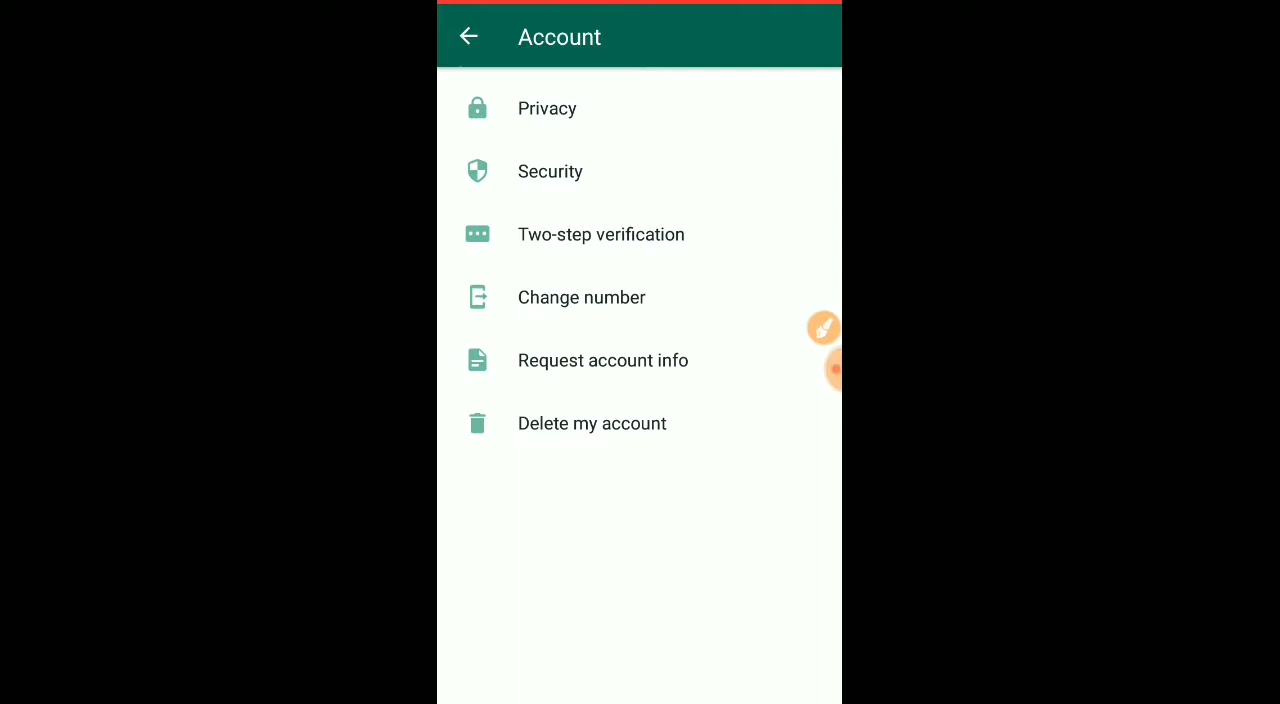 Account
Privacy
Security
Two-step verification
Change number
Request account info
Delete my account